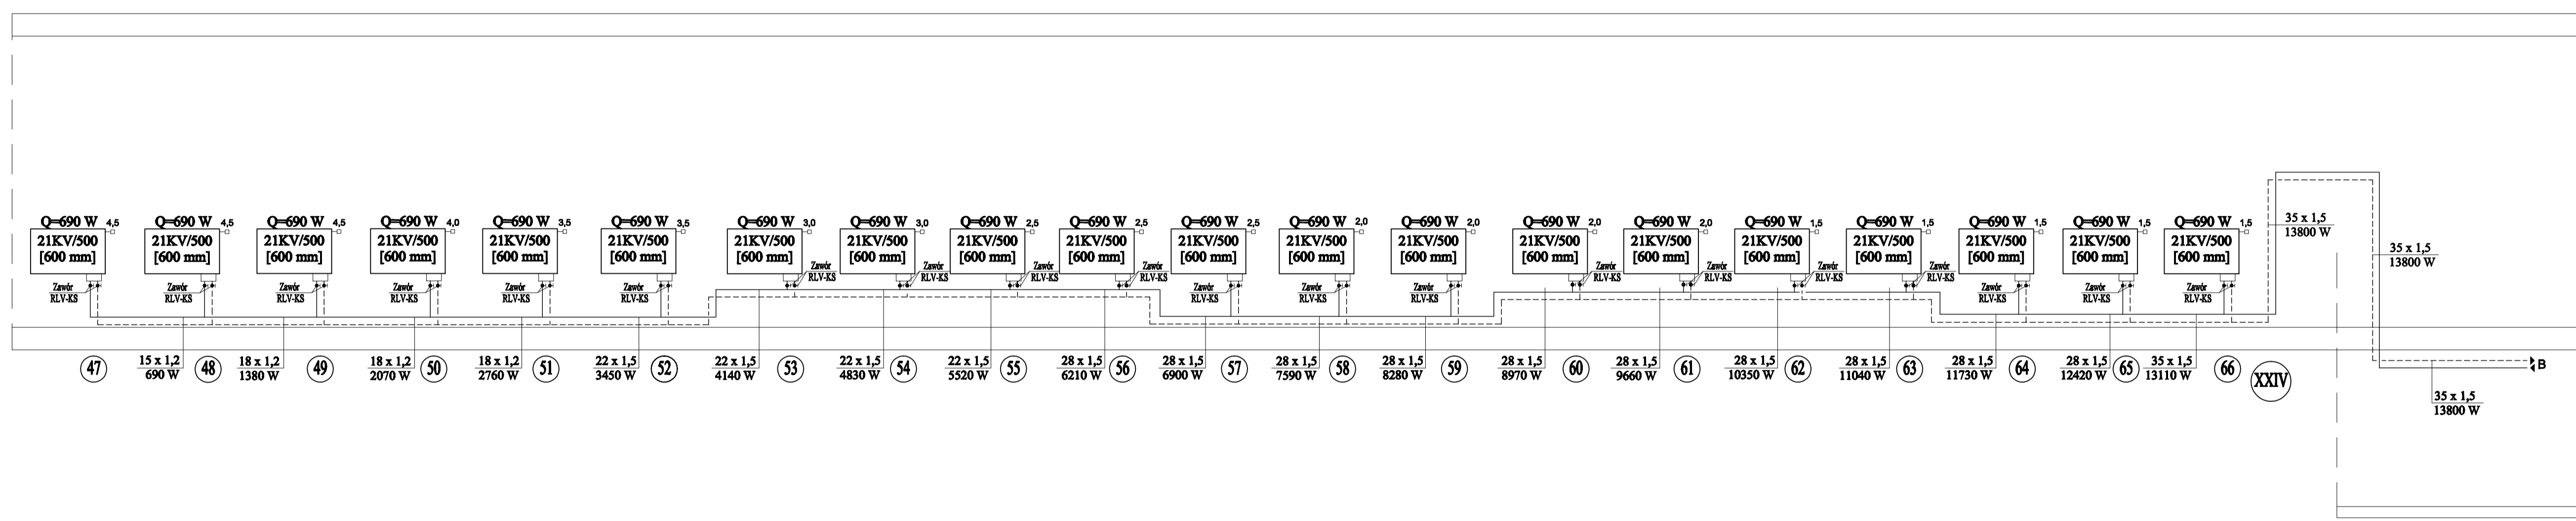 Q=690 W 4,5
21KV/500
[600 mm]
Zawór
RLV-KS
47
Q=690 W 4,5
21KV/500
[600 mm]
Zawór
RLV-KS
15 x 1,2
690 W
48
Q=690 W 4,5
21KV/500
[600 mm]
Zawór
RLV-KS
18 x 1,2
1380 W
49
Q=690 W 4,0
21KV/500
[600 mm]
Zawór
RLV-KS
18 x 1,2
2070 W
50
Q=690 W 3,5
21KV/500
[600 mm]
Zawór
RLV-KS
18 x 1,2
2760 W
51
Q=690 W 3,5
21KV/500
[600 mm]
Zawór
RLV-KS
22 x 1,5
3450 W
52
Q=690 W 3,0
21KV/500
[600 mm]
Zawór
RLV-KS
22 x 1,5
4140 W
53
Q=690 W 3,0
21KV/500
[600 mm]
Zawór
RLV-KS
22 x 1,5
4830 W
54
Q=690 W 2,5
21KV/500
[600 mm]
Zawór
RLV-KS
22 x 1,5
5520 W
55
Q=690 W 2,5
21KV/500
[600 mm]
Zawór
RLV-KS
28 x 1,5
6210 W
56
Q=690 W 2,5
21KV/500
[600 mm]
Zawór
RLV-KS
28 x 1,5
6900 W
57
Q=690 W 2,0
21KV/500
[600 mm]
Zawór
RLV-KS
28 x 1,5
7590 W
58
Q=690 W 2,0
21KV/500
[600 mm]
Zawór
RLV-KS
28 x 1,5
8280 W
59
Q=690 W 2,0
21KV/500
[600 mm]
Zawór
RLV-KS
28 x 1,5
8970 W
60
Q=690 W 2,0
21KV/500
[600 mm]
Zawór
RLV-KS
28 x 1,5
9660 W
61
Q=690 W 1,5
21KV/500
[600 mm]
Zawór
RLV-KS
28 x 1,5
10350 W
62
Q=690 W 1,5
21KV/500
[600 mm]
Zawór
RLV-KS
28 x 1,5
11040 W
63
Q=690 W 1,5
21KV/500
[600 mm]
Zawór
RLV-KS
28 x 1,5
11730 W
64
Q=690 W 1,5
21KV/500
[600 mm]
Zawór
RLV-KS
28 x 1,5
12420 W
65
Q=690 W 1,5
21KV/500
[600 mm]
Zawór
RLV-KS
35 x 1,5
13110 W
66
XXIV
35 x 1,5
13800 W
35 x 1,5
13800 W
B
35 x 1,5
13800 W